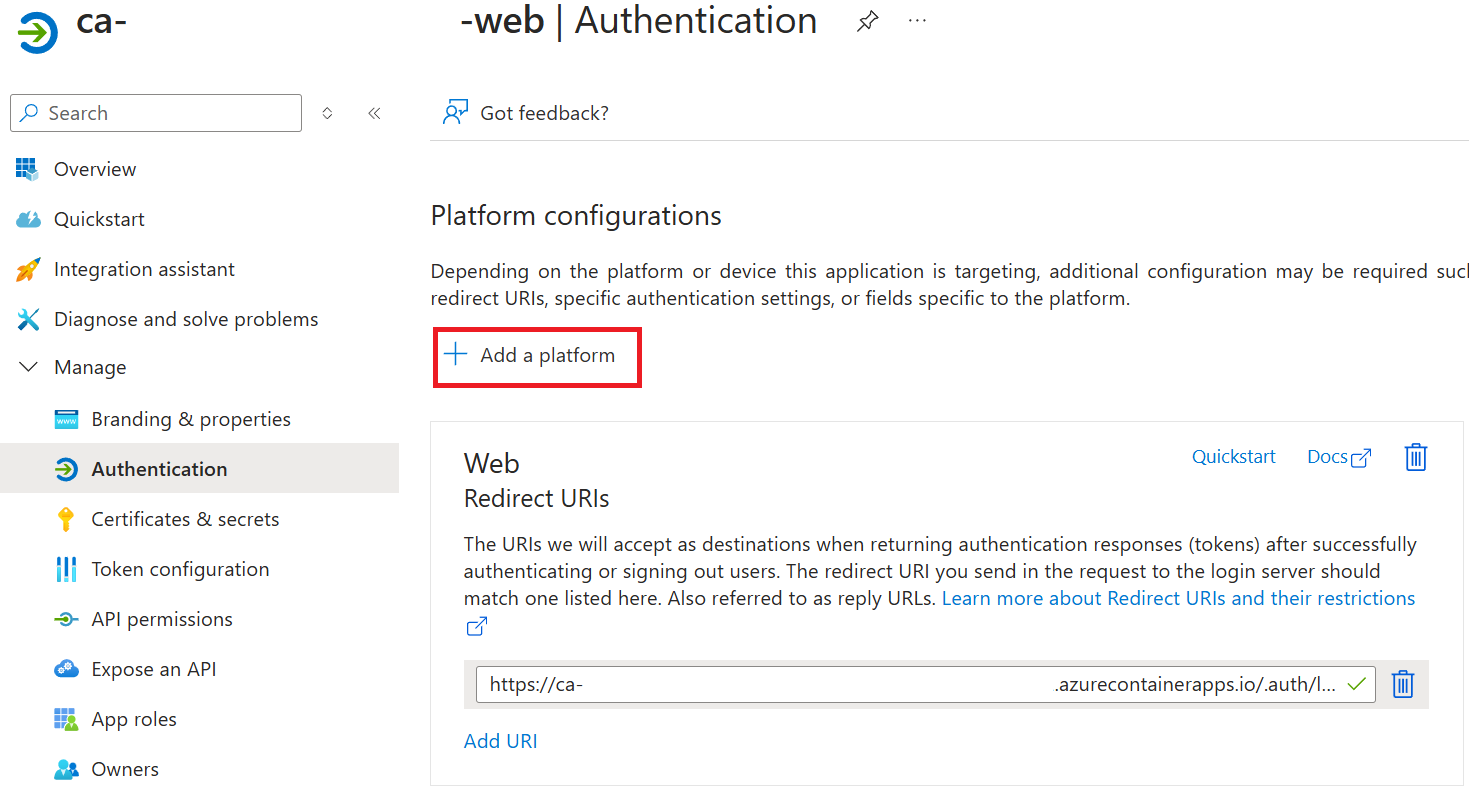 ca- -web | Authentication
Search
Got feedback?
Overview
Quickstart
Integration assistant
Diagnose and solve problems
Manage
Branding & properties
Authentication
Certificates & secrets
Token configuration
API permissions
Expose an API
App roles
Owners
Platform configurations
Depending on the platform or device this application is targeting, additional configuration may be required such
redirect URIs, specific authentication settings, or fields specific to the platform.
Add a platform
Web
Quickstart
Docs
Redirect URIs
The URIs we will accept as destinations when returning authentication responses (tokens) after successfully
authenticating or signing out users. The redirect URI you send in the request to the login server should
match one listed here. Also referred to as reply URLs. Learn more about Redirect URIs and their restrictions
https://ca- .azurecontainerapps.io/.auth/l...
Add URI